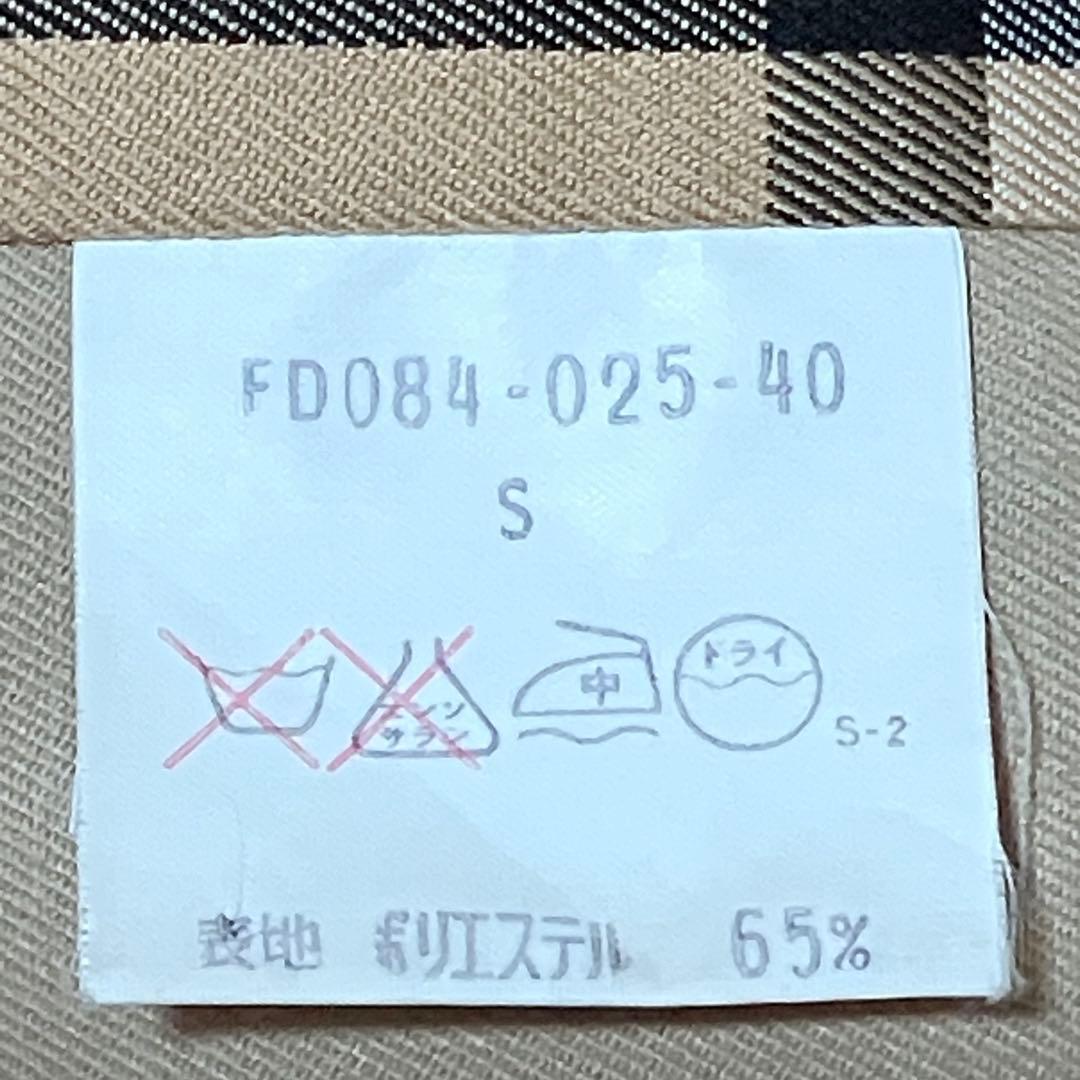 FD084-025-40
S
エンソ
サラシ
中
ドライ
S-2
表地 ポリエステル 65%